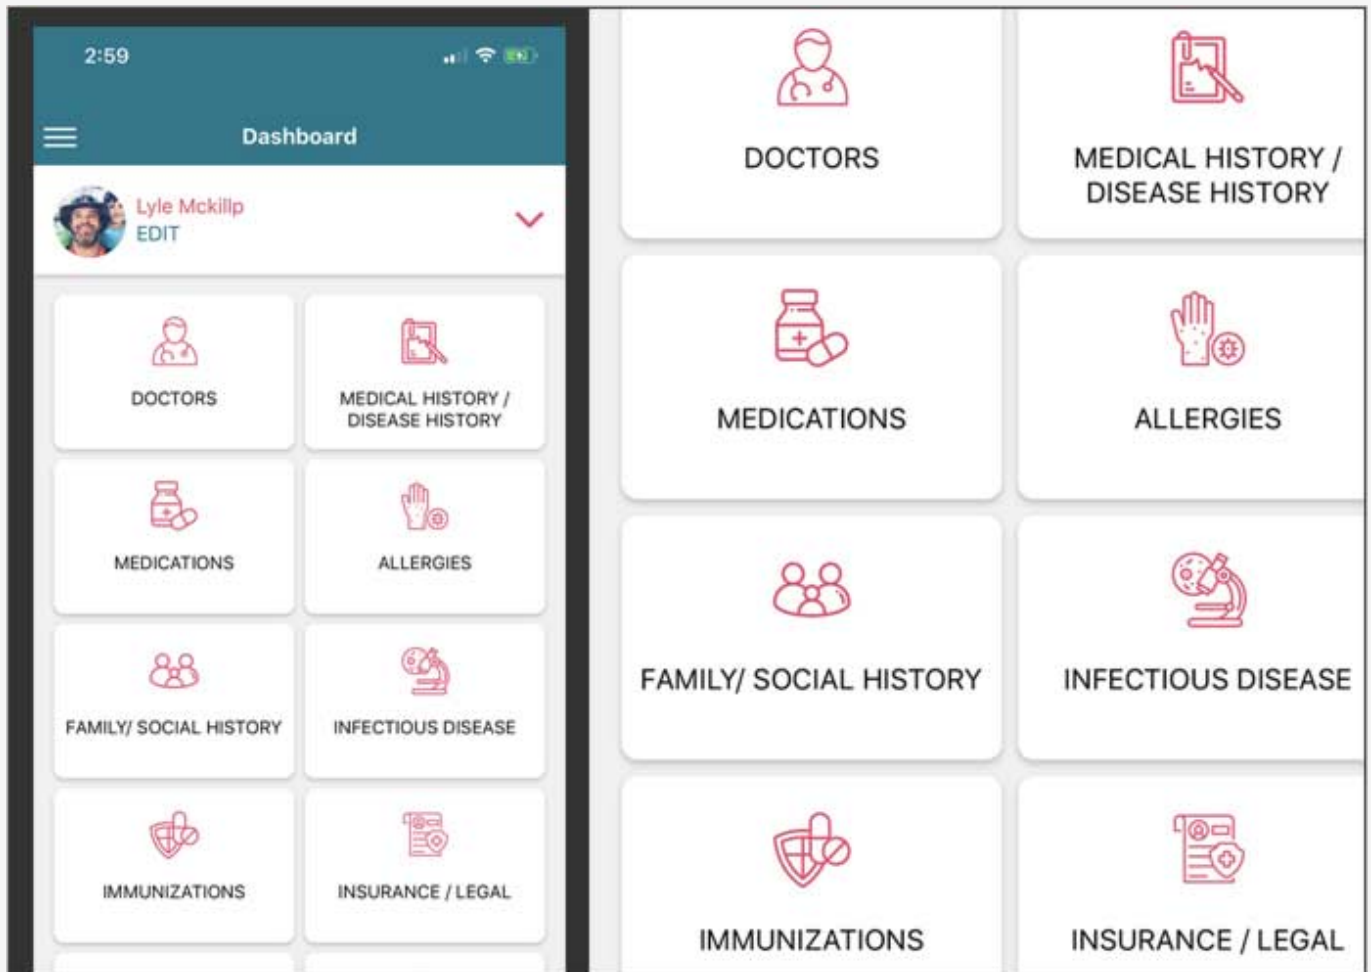 2:59
Dashboard
Lyle Mckillp
EDIT
DOCTORS
MEDICAL HISTORY /
DISEASE HISTORY
MEDICATIONS
ALLERGIES
FAMILY/ SOCIAL HISTORY
INFECTIOUS DISEASE
IMMUNIZATIONS
INSURANCE / LEGAL
DOCTORS
MEDICAL HISTORY /
DISEASE HISTORY
MEDICATIONS
ALLERGIES
FAMILY/ SOCIAL HISTORY
INFECTIOUS DISEASE
IMMUNIZATIONS
INSURANCE / LEGAL